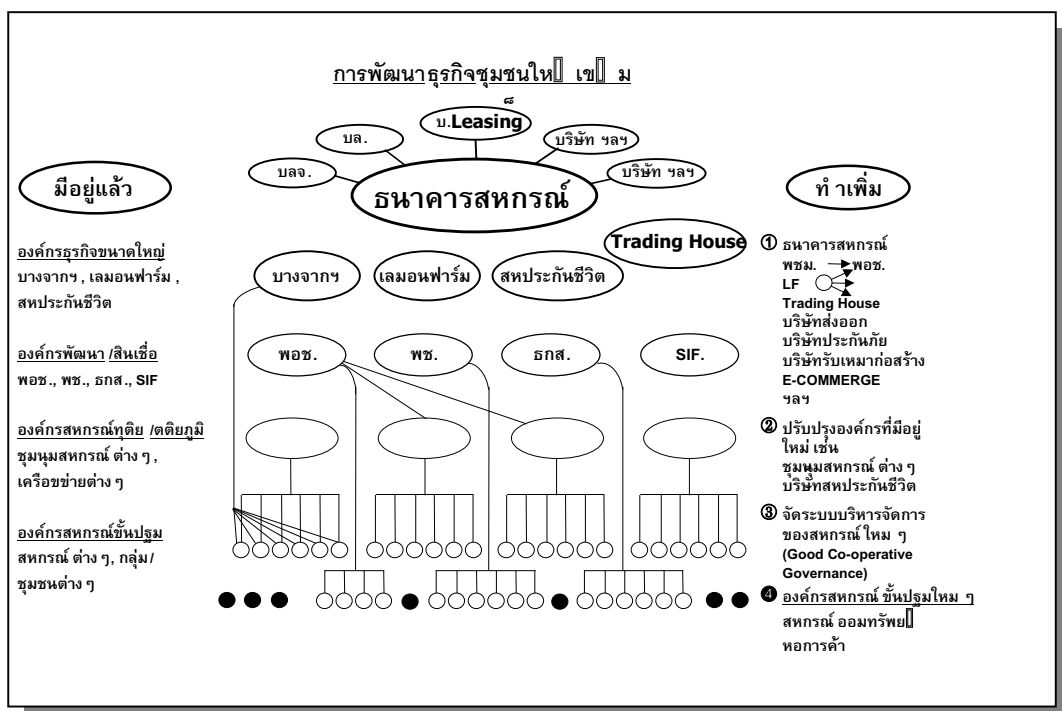 การพัฒนาธุรกิจชุมชนให เข ม
บ.Leasing
บล.
บริษัท ฯลฯ
บลจ.
บริษัท ฯลฯ
ธนาคารสหกรณ์
มีอยู่แล้ว
ทำเพิ่ม
Trading House
องค์กรธุรกิจขนาดใหญ่
บางจากฯ , เลมอนฟาร์ม ,
สหประกันชีวิต
บางจากฯ
เลมอนฟาร์ม
สหประกันชีวิต
องค์กรพัฒนา /สินเชื่อ
พอช., พช., ธกส., SIF
พอช.
พช.
ธกส.
SIF.
องค์กรสหกรณ์ทุติย /ตติยภูมิ
ชุมนุมสหกรณ์ ต่าง ๆ ,
เครือขข่ายต่าง ๆ
องค์กรสหกรณ์ขั้นปฐม
สหกรณ์ ต่าง ๆ, กลุ่ม/
ชุมชนต่าง ๆ
① ธนาคารสหกรณ์
พชม. → พอช.
LF
Trading House
บริษัทส่งออก
บริษัทประกันภัย
บริษัทรับเหมาก่อสร้าง
E-COMMERGE
ฯลฯ
② ปรับปรุงองค์กรที่มีอยู่
ใหม่ เช่น
ชุมนุมสหกรณ์ ต่าง ๆ
บริษัทสหประกันชีวิต
③ จัดระบบบริหารจัดการ
ของสหกรณ์ ใหม่ ๆ
(Good Co-operative
Governance)
❹ องค์กรสหกรณ์ ขั้นปฐมใหม่ ๆ
สหกรณ์ ออมทรัพย
หอการค้า